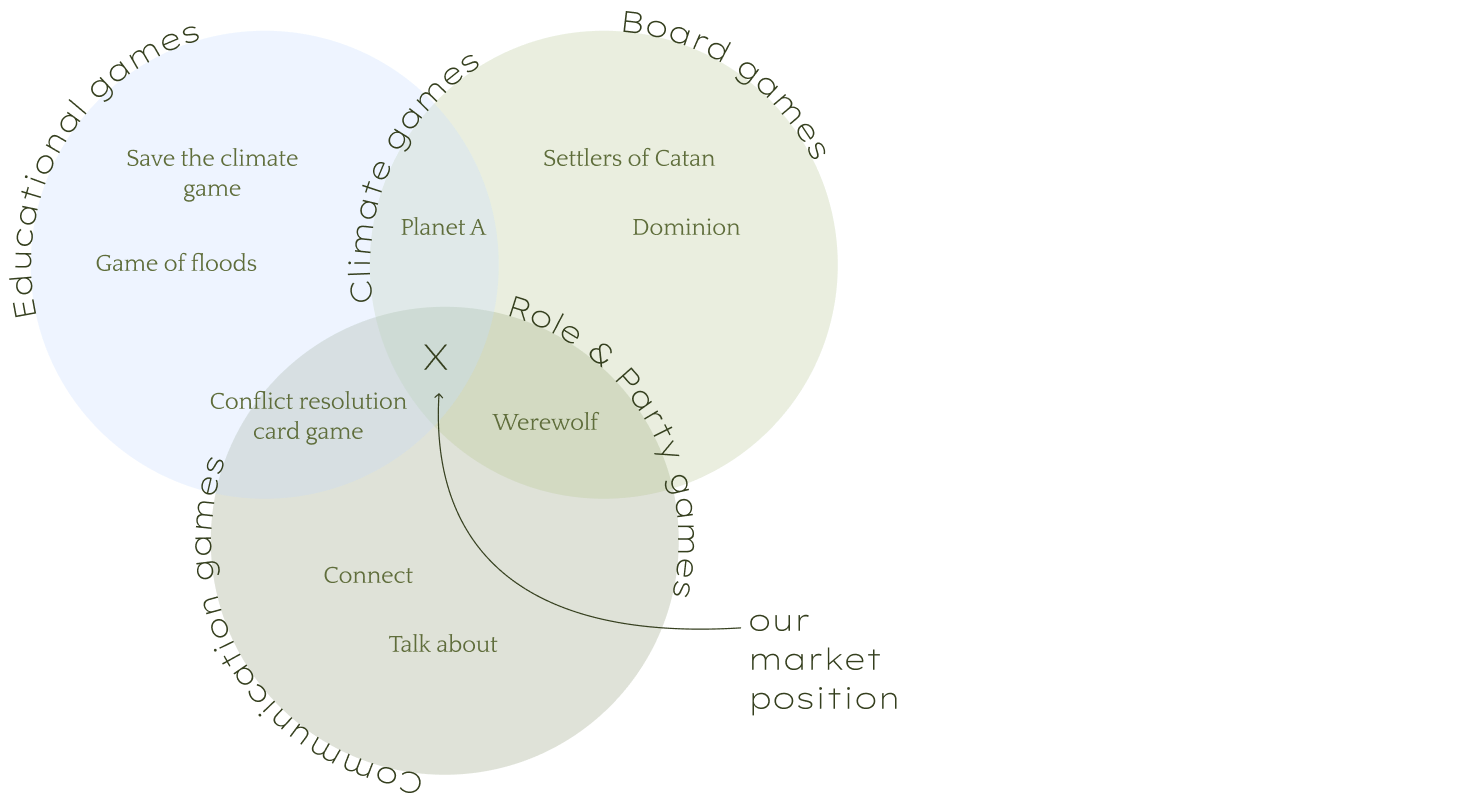 Educational games
Climate games
Board games
Save the climate
game
Settlers of Catan
Planet A
Dominion
Game of floods
Role & Party games
X
Conflict resolution
card game
Werewolf
Communication games
Connect
Talk about
our
market
position